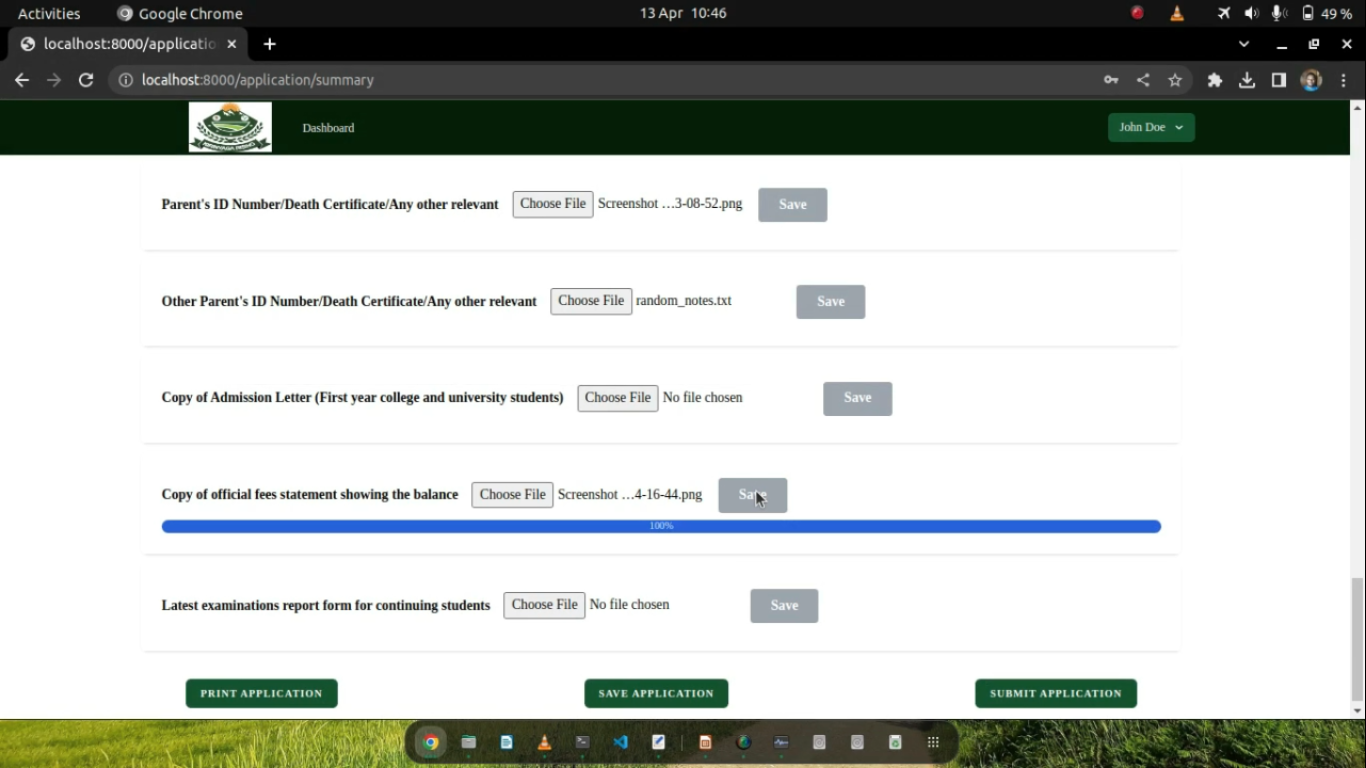 Activities Google Chrome 13 Apr 10:46 49 %
localhost:8000/applicatio
localhost:8000/application/summary
Dashboard John Doe
Parent's ID Number/Death Certificate/Any other relevant Choose File Screenshot ...3-08-52.png Save
Other Parent's ID Number/Death Certificate/Any other relevant Choose File random_notes.txt Save
Copy of Admission Letter (First year college and university students) Choose File No file chosen Save
Copy of official fees statement showing the balance Choose File Screenshot ...4-16-44.png Save
100%
Latest examinations report form for continuing students Choose File No file chosen Save
PRINT APPLICATION SAVE APPLICATION SUBMIT APPLICATION